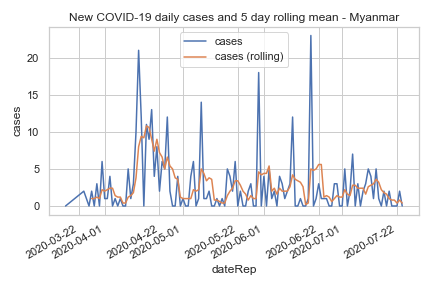 New COVID-19 daily cases and 5 day rolling mean - Myanmar
cases
cases (rolling)
cases
20
15
10
5
0
2020-03-22
2020-04-01
2020-04-22
2020-05-01
2020-05-22
2020-06-01
2020-06-22
2020-07-01
2020-07-22
dateRep